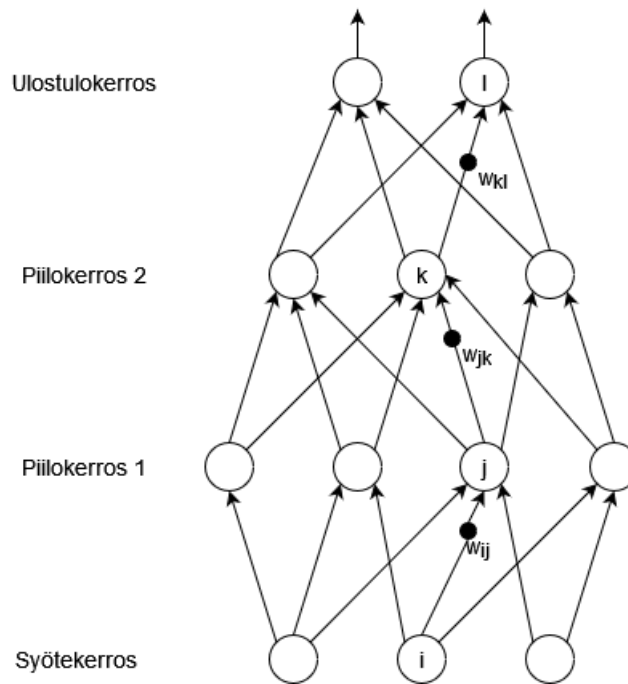 Ulostulokerros
l
wkl
Piilokerros 2
k
wjk
Piilokerros 1
j
wij
Syötekerros
i